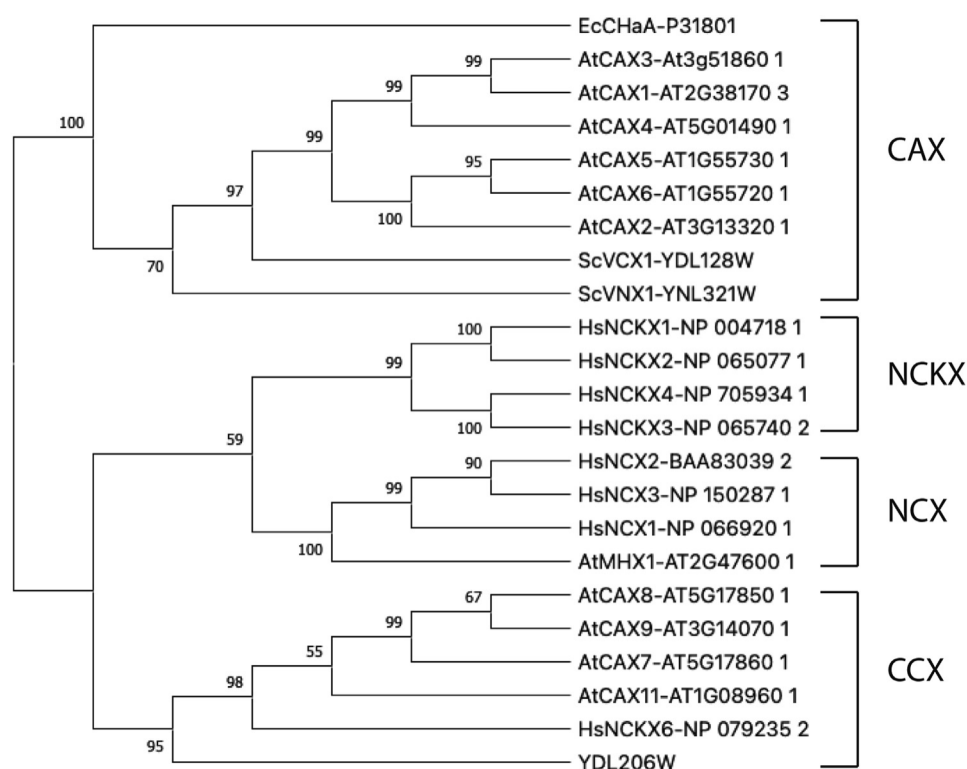 EcCHaA-P31801
AtCAX3-At3g51860 1
99
AtCAX1-AT2G38170 3
99
AtCAX4-AT5G01490 1
100
99
CAX
AtCAX5-AT1G55730 1
95
AtCAX6-AT1G55720 1
97
100
AtCAX2-AT3G13320 1
ScVCX1-YDL128W
70
ScVNX1-YNL321W
HsNCKX1-NP 004718 1
100
HsNCKX2-NP 065077 1
99
NCKX
HsNCKX4-NP 705934 1
100
HsNCKX3-NP 065740 2
59
HsNCX2-BAA83039 2
90
HsNCX3-NP 150287 1
99
NCX
HsNCX1-NP 066920 1
100
AtMHX1-AT2G47600 1
AtCAX8-AT5G17850 1
67
AtCAX9-AT3G14070 1
99
AtCAX7-AT5G17860 1
55
CCX
AtCAX11-AT1G08960 1
98
HsNCKX6-NP 079235 2
95
YDL206W